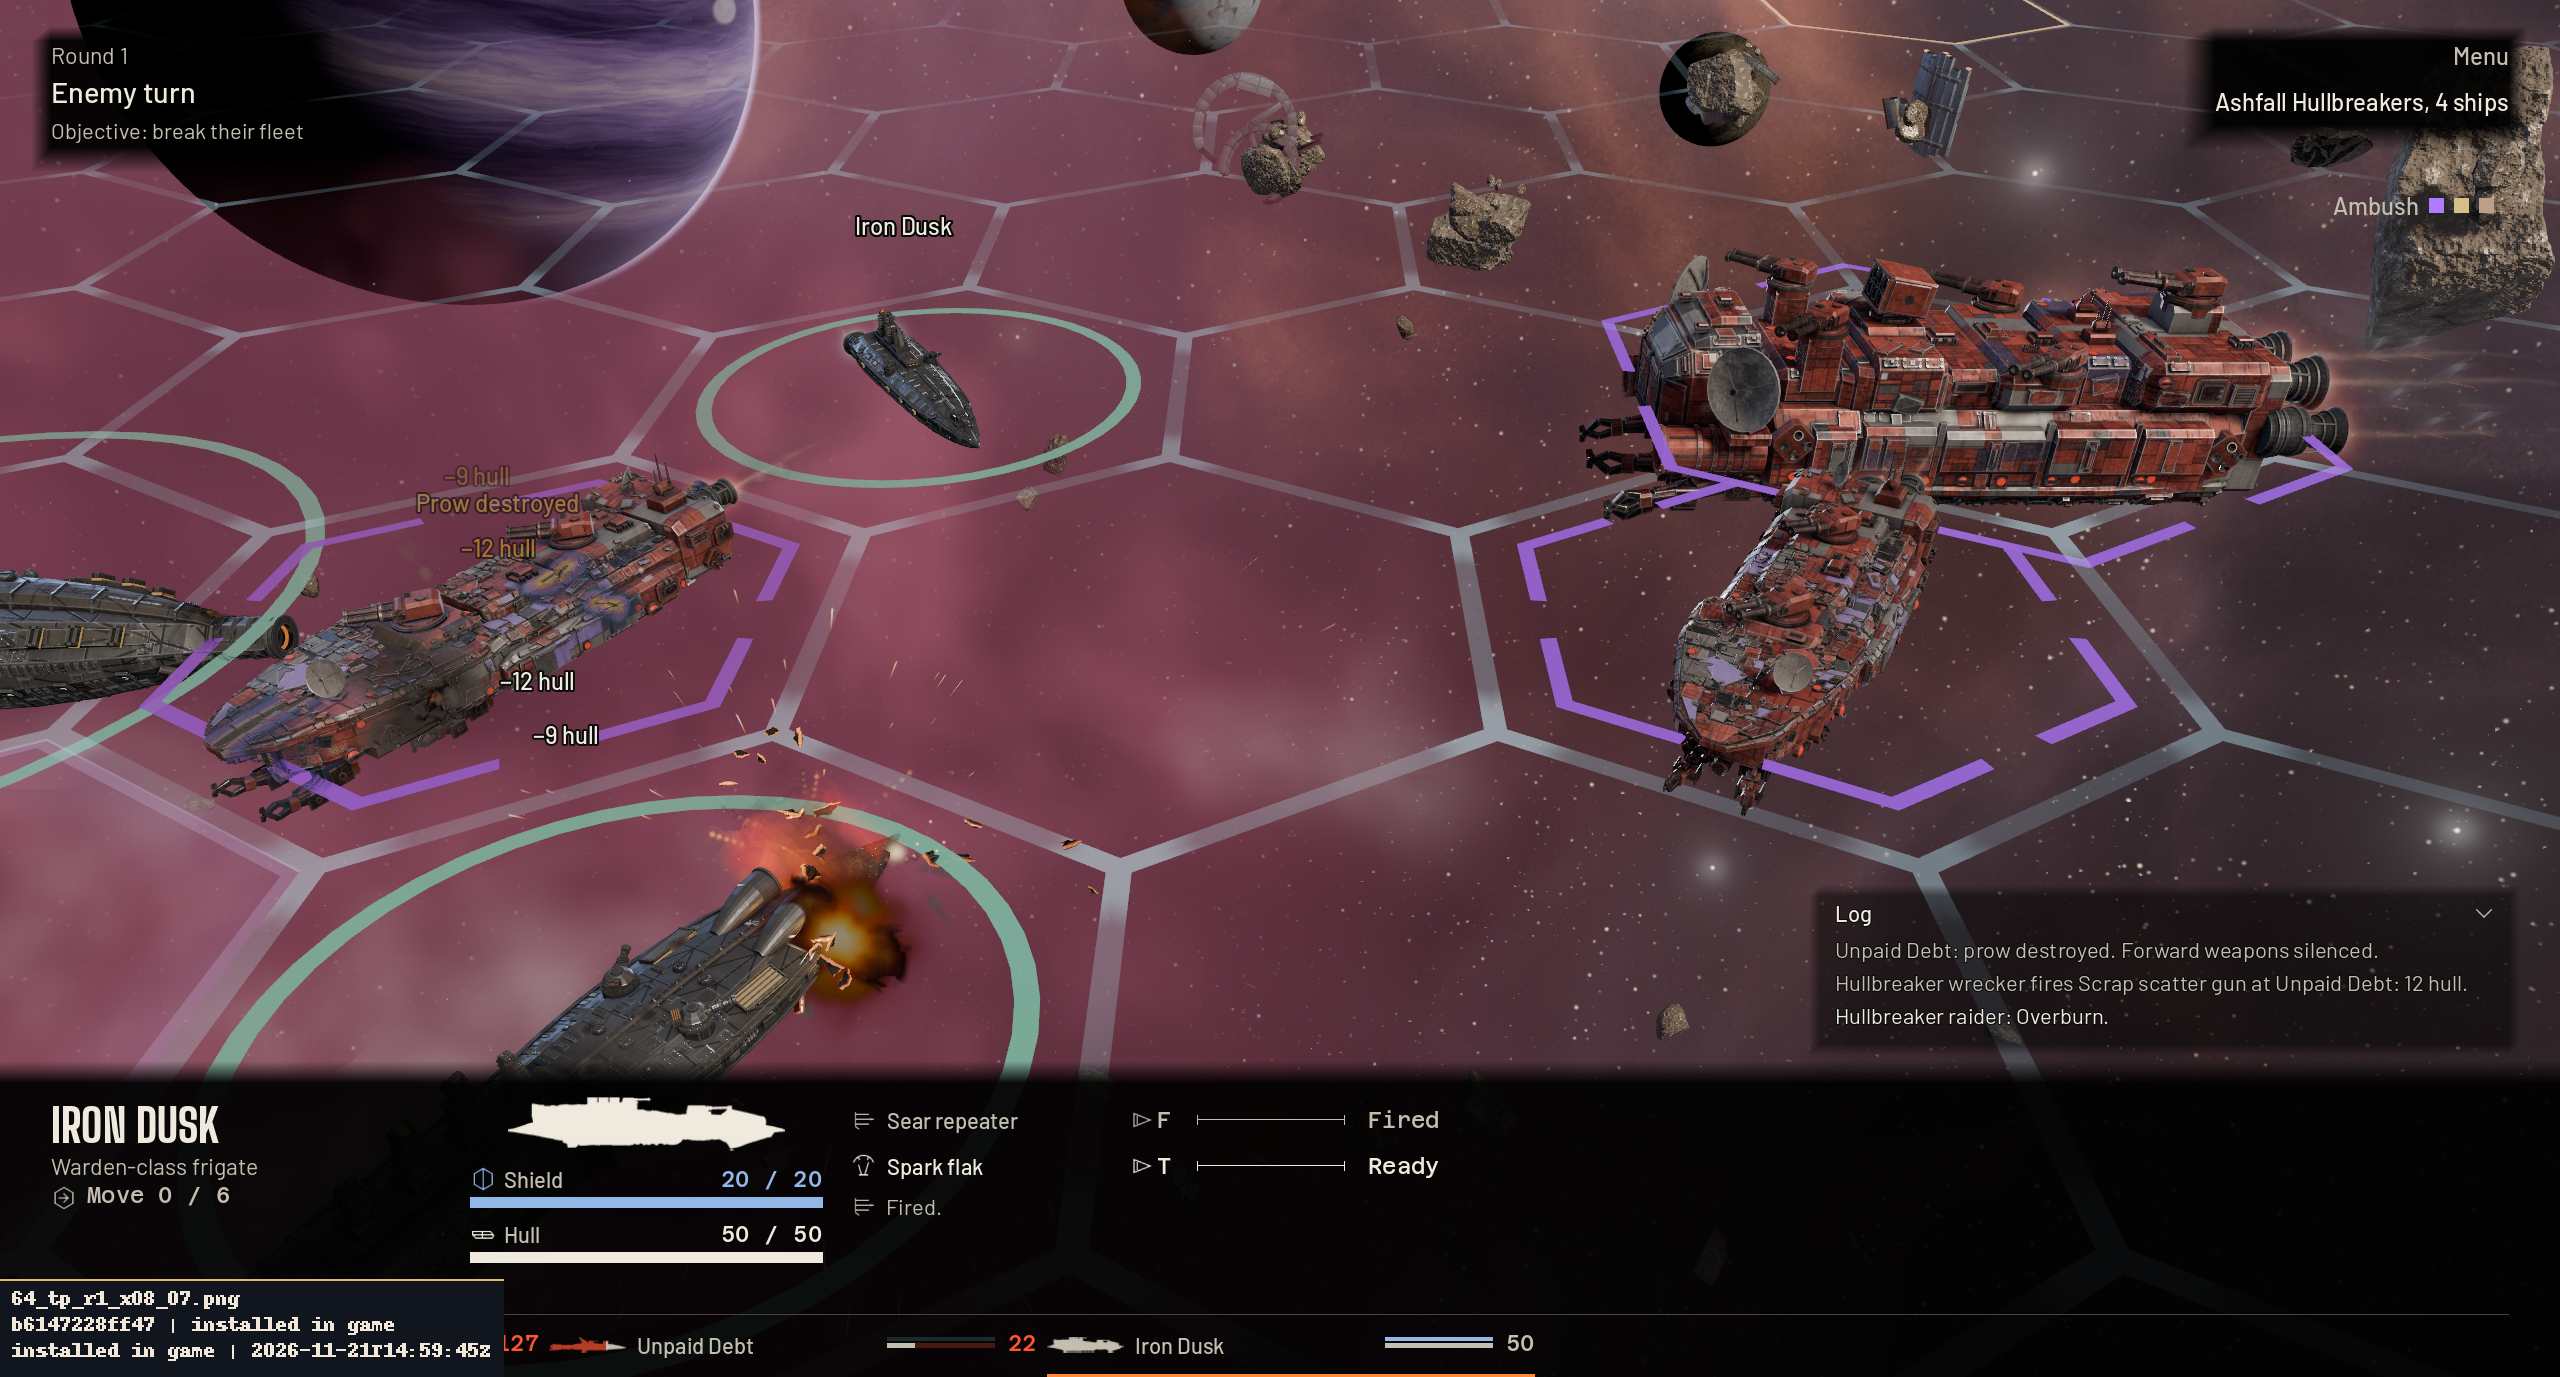 Round 1
Enemy turn
Objective: break their fleet
Menu
Ashfall Hullbreakers, 4 ships
Ambush
Iron Dusk
-9 hull
Prow destroyed
-12 hull
-12 hull
-9 hull
Log
Unpaid Debt: prow destroyed. Forward weapons silenced.
Hullbreaker wrecker fires Scrap scatter gun at Unpaid Debt: 12 hull.
Hullbreaker raider: Overburn.
IRON DUSK
Warden-class frigate
Move 0 / 6
Shield 20 / 20
Hull 50 / 50
Sear repeater F Fired
Spark flak T Ready
Fired.
127 Unpaid Debt 22 Iron Dusk 50
64_tp_r1_x08_07.png
b6147228ff47 | installed in game
installed in game | 2026-11-21r14:59:45z